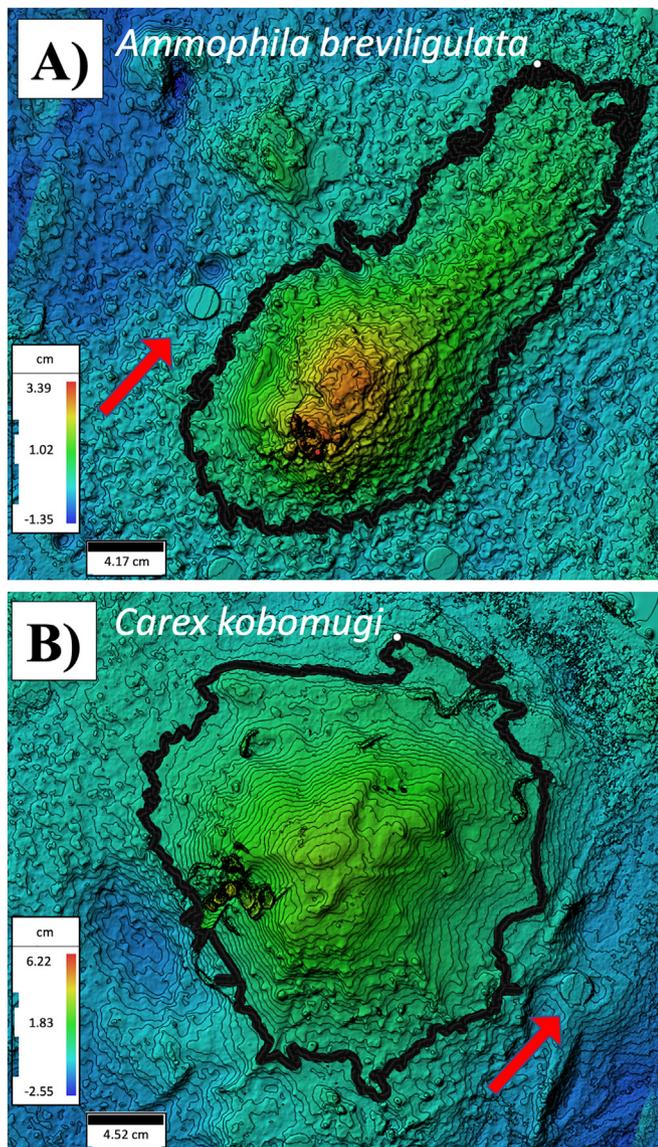 A)
Ammophila breviligulata
cm
3.39
1.02
-1.35
4.17 cm
B)
Carex kobomugi
cm
6.22
1.83
-2.55
4.52 cm